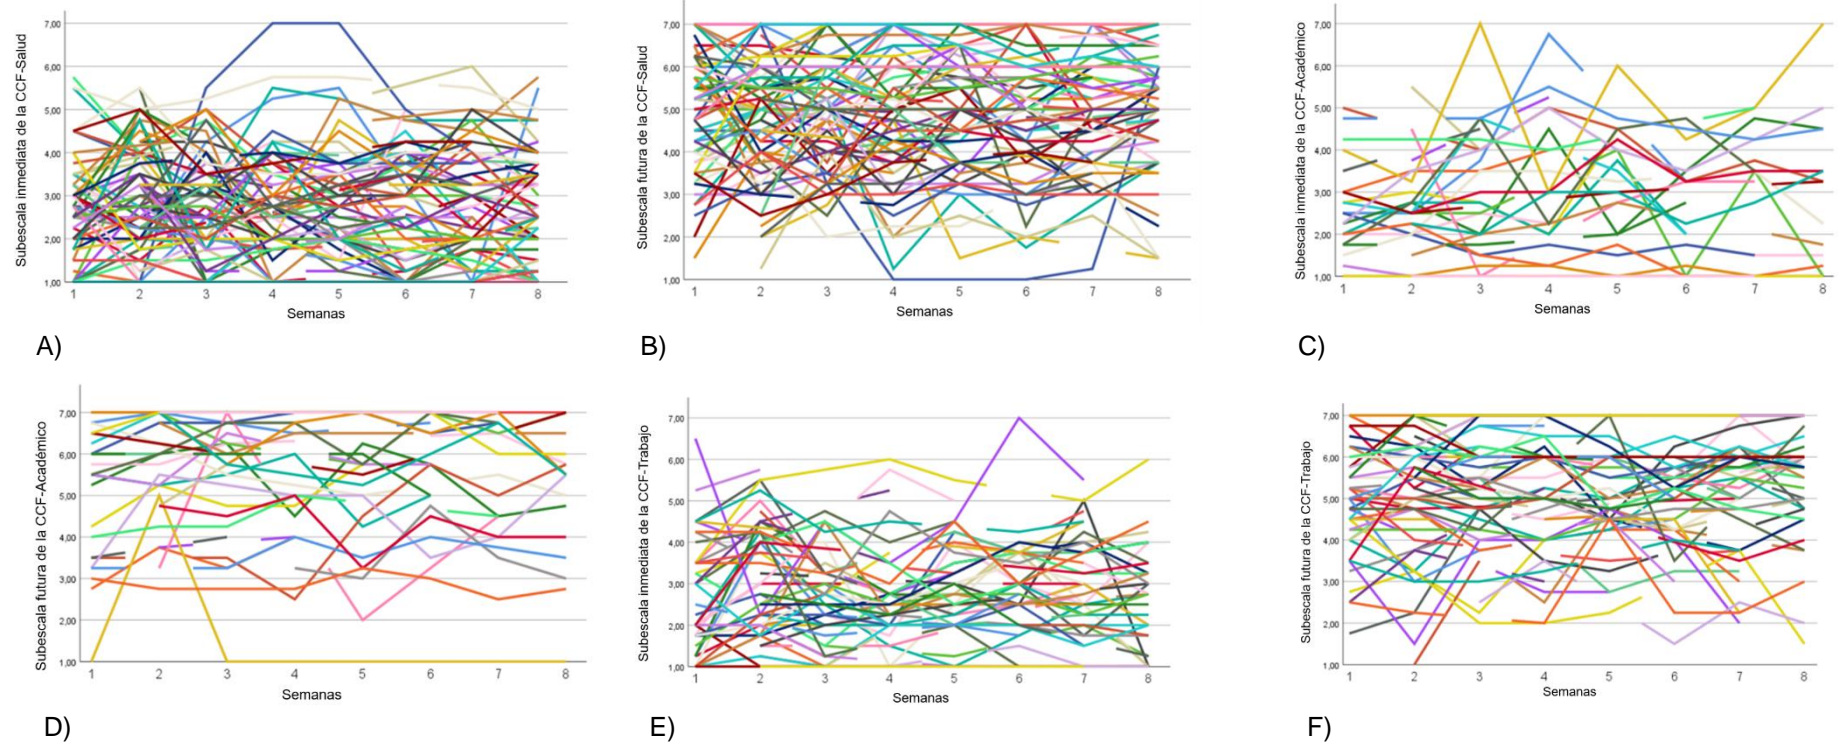 Subescala inmediata de la CCF-Salud
7,00
6,00
5,00
4,00
3,00
2,00
1,00
1 2 3 4 5 6 7 8
Semanas
A)
Subescala futura de la CCF-Salud
7,00
6,00
5,00
4,00
3,00
2,00
1,00
1 2 3 4 5 6 7 8
Semanas
B)
Subescala inmediata de la CCF-Académico
7,00
6,00
5,00
4,00
3,00
2,00
1,00
1 2 3 4 5 6 7 8
Semanas
C)
Subescala futura de la CCF-Académico
7,00
6,00
5,00
4,00
3,00
2,00
1,00
1 2 3 4 5 6 7 8
Semanas
D)
Subescala inmediata de la CCF-Trabajo
7,00
6,00
5,00
4,00
3,00
2,00
1,00
1 2 3 4 5 6 7 8
Semanas
E)
Subescala futura de la CCF-Trabajo
7,00
6,00
5,00
4,00
3,00
2,00
1,00
1 2 3 4 5 6 7 8
Semanas
F)